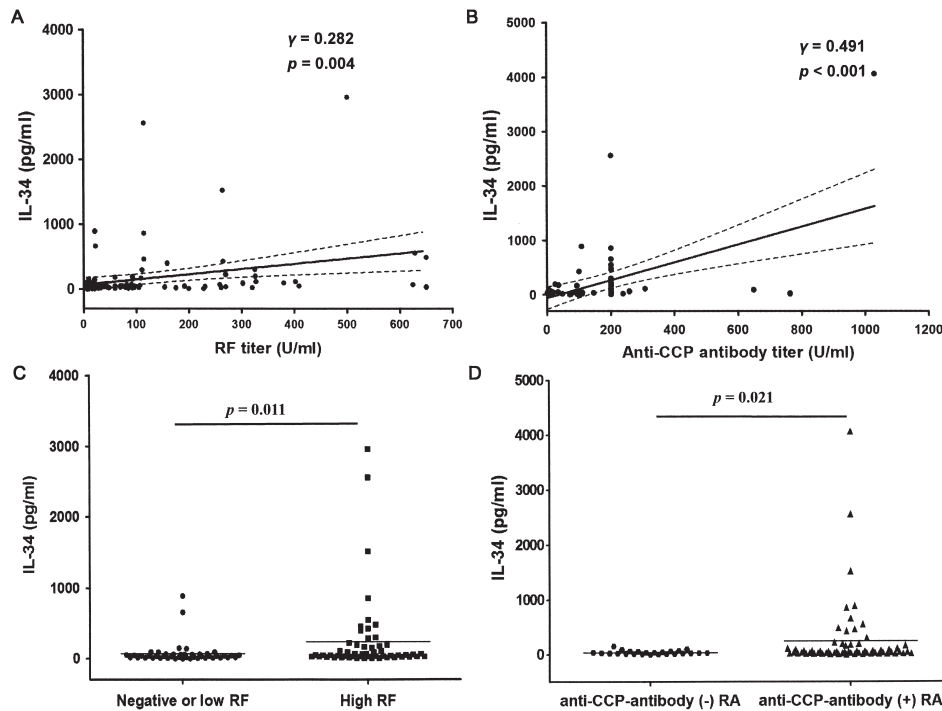 A
γ = 0.282
p = 0.004
4000
3000
2000
1000
0
IL-34 (pg/ml)
0 100 200 300 400 500 600 700
RF titer (U/ml)
B
γ = 0.491
p < 0.001
5000
4000
3000
2000
1000
0
IL-34 (pg/ml)
0 200 400 600 800 1000 1200
Anti-CCP antibody titer (U/ml)
C
p = 0.011
4000
3000
2000
1000
0
IL-34 (pg/ml)
Negative or low RF High RF
D
p = 0.021
5000
4000
3000
2000
1000
0
IL-34 (pg/ml)
anti-CCP-antibody (-) RA anti-CCP-antibody (+) RA